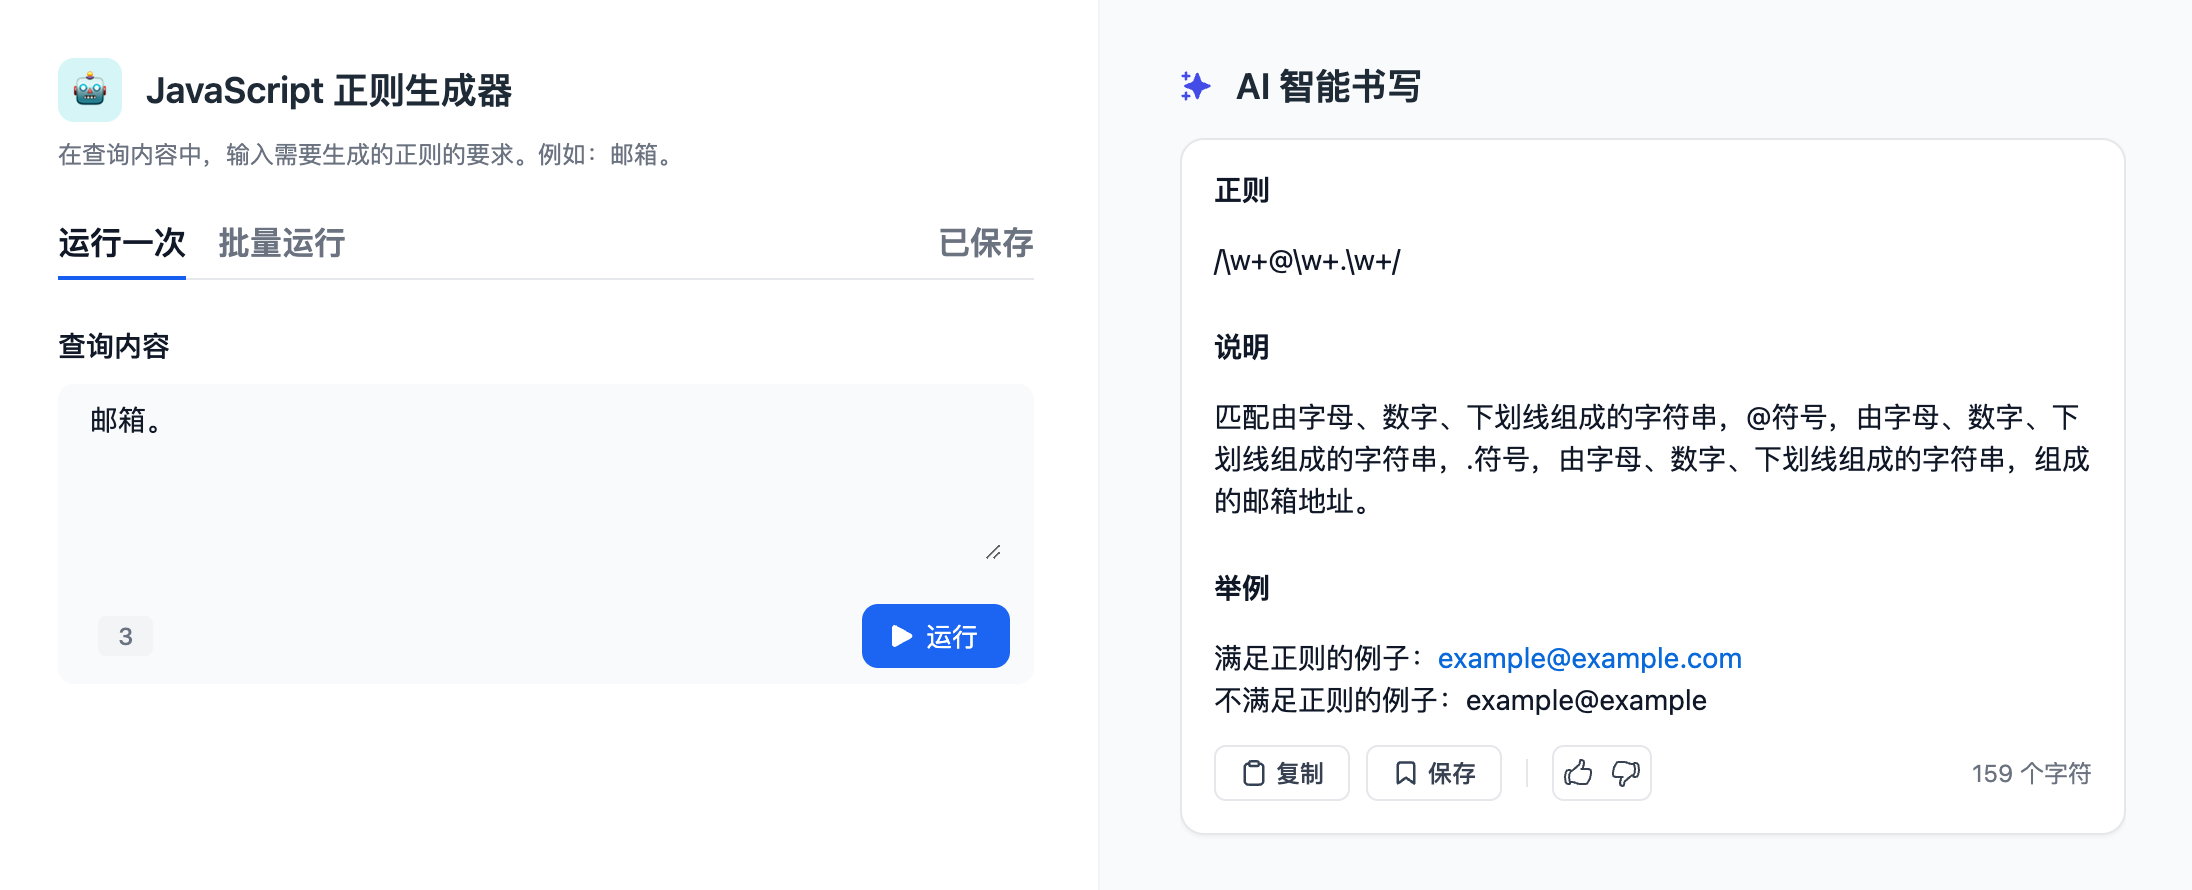 JavaScript 正则生成器
在查询内容中，输入需要生成的正则的要求。例如：邮箱。
运行一次
批量运行
已保存
查询内容
邮箱。
3
运行
AI 智能书写
正则
/\w+@\w+.\w+/
说明
匹配由字母、数字、下划线组成的字符串，@符号，由字母、数字、下
划线组成的字符串，.符号，由字母、数字、下划线组成的字符串，组成
的邮箱地址。
举例
满足正则的例子：example@example.com
不满足正则的例子：example@example
复制
保存
159 个字符